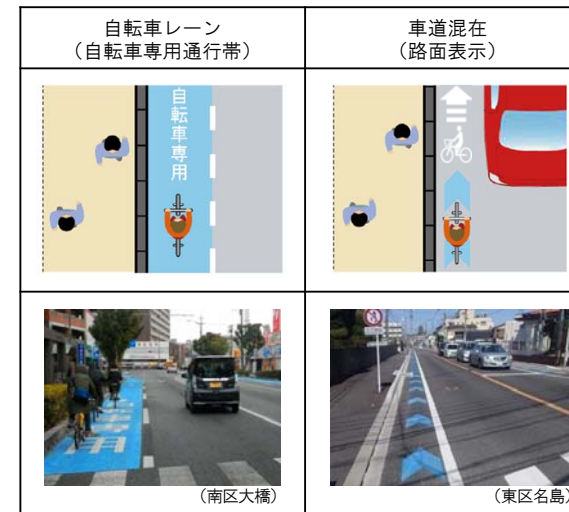 自転車レーン
（自転車専用通行帯）
車道混在
（路面表示）
自転車専用
（南区大橋）
（東区名島）